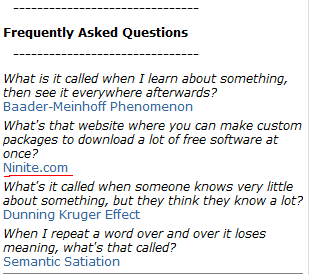 -------------------------------
Frequently Asked Questions
-------------------------------
What is it called when I learn about something,
then see it everywhere afterwards?
Baader-Meinhoff Phenomenon
What's that website where you can make custom
packages to download a lot of free software at
once?
Ninite.com
What's it called when someone knows very little
about something, but they think they know a lot?
Dunning Kruger Effect
When I repeat a word over and over it loses
meaning, what's that called?
Semantic Satiation